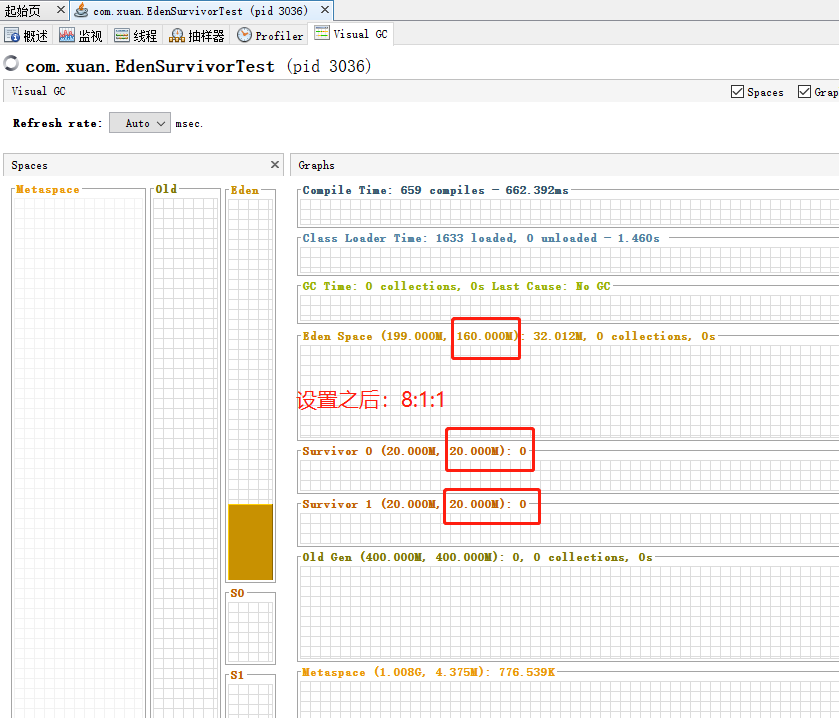 起始页 × com.xuan.EdenSurvivorTest (pid 3036) ×
概述 监视 线程 抽样器 Profiler Visual GC
com.xuan.EdenSurvivorTest (pid 3036)
Visual GC Spaces Grap
Refresh rate: Auto msec.
Spaces × Graphs
Metaspace Old Eden
Compile Time: 659 compiles - 662.392ms
Class Loader Time: 1633 loaded, 0 unloaded - 1.460s
GC Time: 0 collections, 0s Last Cause: No GC
Eden Space (199.000M, 160.000M): 32.012M, 0 collections, 0s
设置之后：8:1:1
Survivor 0 (20.000M, 20.000M): 0
Survivor 1 (20.000M, 20.000M): 0
Old Gen (400.000M, 400.000M): 0, 0 collections, 0s
S0
Metaspace (1.008G, 4.375M): 776.539K
S1